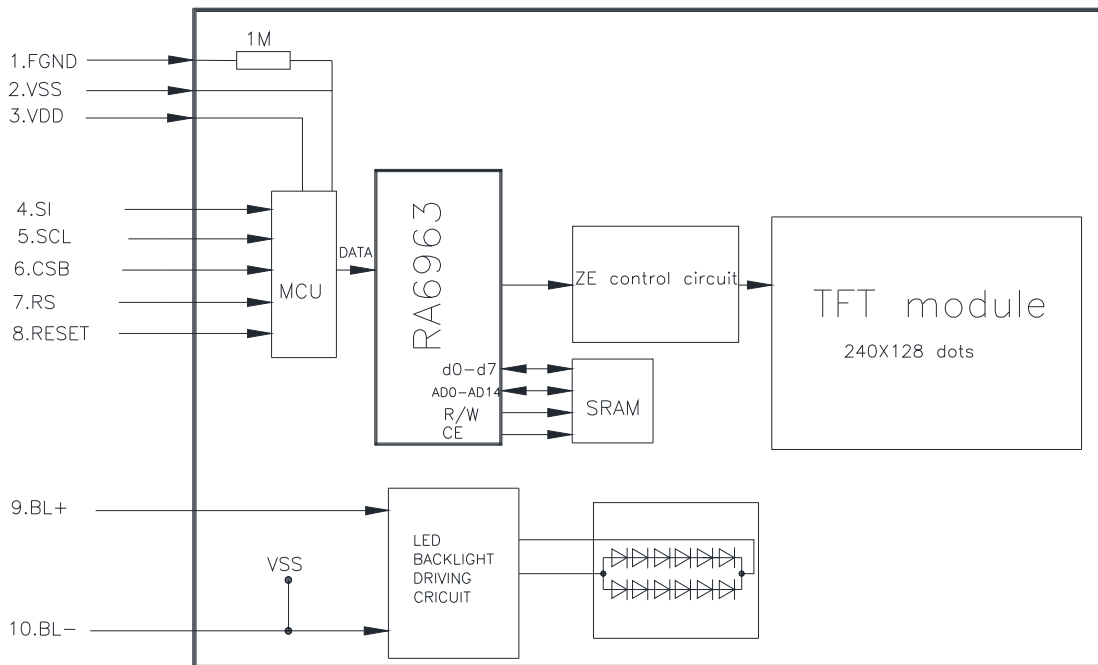 1M
1.FGND
2.VSS
3.VDD
4.SI
5.SCL
6.CSB
7.RS
8.RESET
MCU
DATA
RA6963
d0-d7
AD0-AD14
R/W
CE
ZE control circuit
SRAM
TFT module
240X128 dots
9.BL+
VSS
10.BL-
LED
BACKLIGHT
DRIVING
CRICUIT